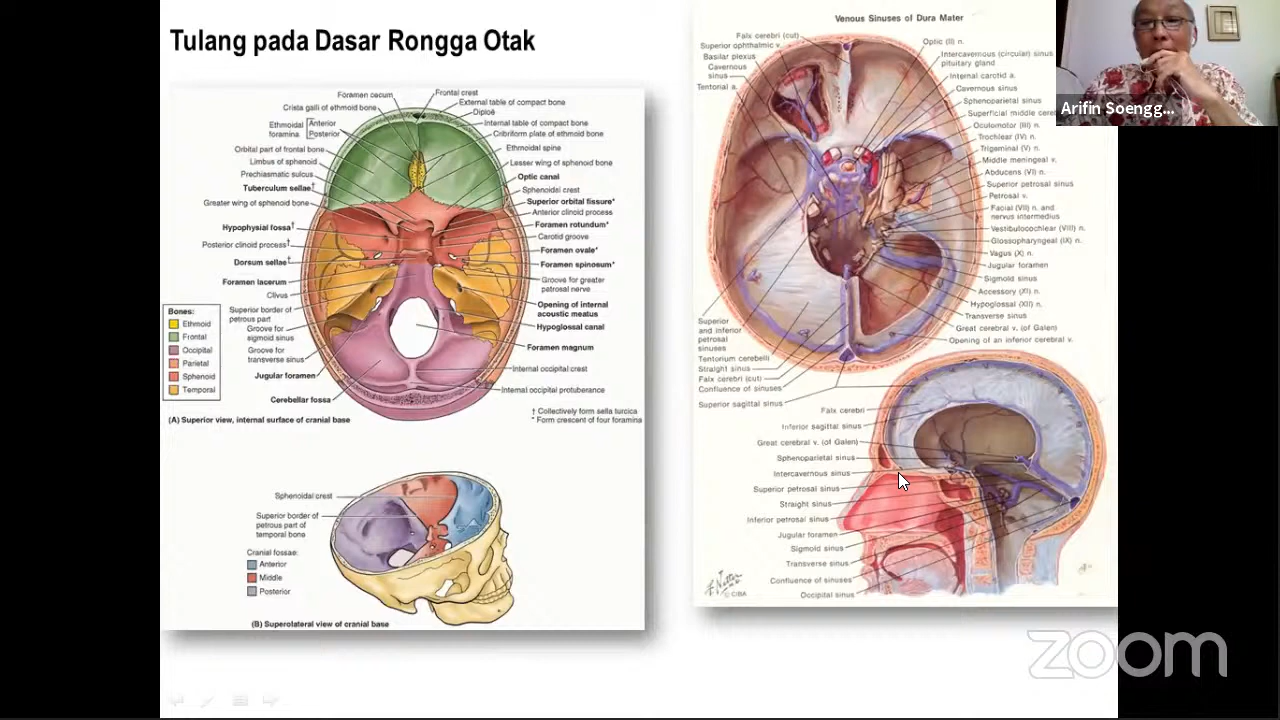 Tulang pada Dasar Rongga Otak
Foramen cecum
Crista galli of ethmoid bone
Ethmoidal foramina
Anterior
Posterior
Orbital part of frontal bone
Limbus of sphenoid
Prechiasmatic sulcus
Tuberculum sellae†
Greater wing of sphenoid bone
Hypophysial fossa†
Posterior clinoid process†
Dorsum sellae†
Foramen lacerum
Clivus
Superior border of
petrous part
Groove for
sigmoid sinus
Groove for
transverse sinus
Jugular foramen
Cerebellar fossa
Frontal crest
External table of compact bone
Diploë
Internal table of compact bone
Cribriform plate of ethmoid bone
Ethmoidal spine
Lesser wing of sphenoid bone
Optic canal
Sphenoidal crest
Superior orbital fissure*
Anterior clinoid process
Foramen rotundum*
Carotid groove
Foramen ovale*
Foramen spinosum*
Groove for greater
petrosal nerve
Opening of internal
acoustic meatus
Hypoglossal canal
Foramen magnum
Internal occipital crest
Internal occipital protuberance
Bones:
Ethmoid
Frontal
Occipital
Parietal
Sphenoid
Temporal
† Collectively form sella turcica
* Form crescent of four foramina
(A) Superior view, internal surface of cranial base
Sphenoidal crest
Superior border of
petrous part of
temporal bone
Cranial fossae:
Anterior
Middle
Posterior
(B) Superolateral view of cranial base
Venous Sinuses of Dura Mater
Falx cerebri (cut)
Superior ophthalmic v.
Basilar plexus
Cavernous
sinus
Tentorial a.
Optic (II) n.
Intercavernous (circular) sinus
pituitary gland
Internal carotid a.
Cavernous sinus
Sphenoparietal sinus
Superficial middle cereb
Oculomotor (III) n.
Trochlear (IV) n.
Trigeminal (V) n.
Middle meningeal v.
Abducens (VI) n.
Superior petrosal sinus
Petrosal v.
Facial (VII) n. and
nervus intermedius
Vestibulocochlear (VIII) n.
Glossopharyngeal (IX) n.
Vagus (X) n.
Jugular foramen
Sigmoid sinus
Accessory (XI) n.
Hypoglossal (XII) n.
Transverse sinus
Great cerebral v. (of Galen)
Opening of an inferior cerebral v.
Superior
and inferior
petrosal
sinuses
Tentorium cerebelli
Straight sinus
Falx cerebri (cut)
Confluence of sinuses
Superior sagittal sinus
Falx cerebri
Inferior sagittal sinus
Great cerebral v. (of Galen)
Sphenoparietal sinus
Intercavernous sinus
Superior petrosal sinus
Straight sinus
Inferior petrosal sinus
Jugular foramen
Sigmoid sinus
Transverse sinus
Confluence of sinuses
Occipital sinus
© CIBA
Arifin Soengg...
zoom